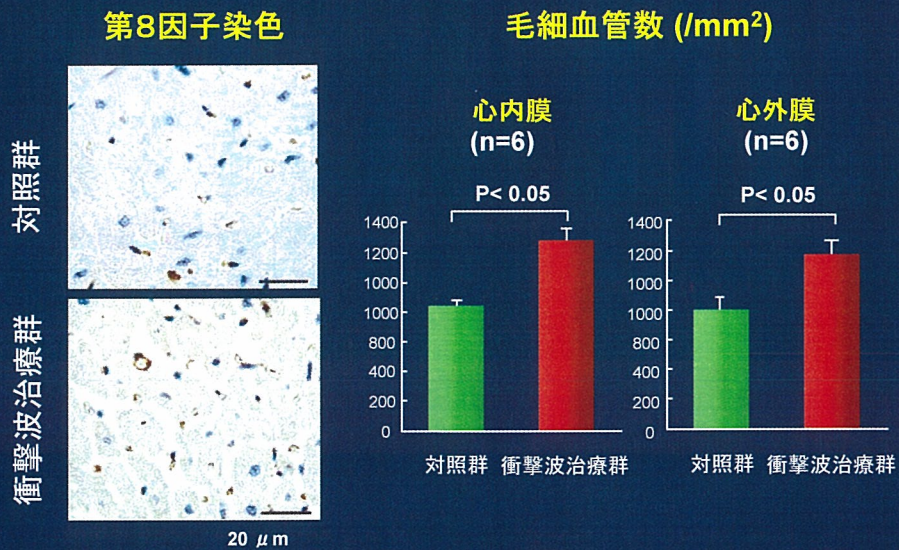 第8因子染色
対照群
衝撃波治療群
20 μm
毛細血管数 (/mm²)
心内膜
(n=6)
P< 0.05
1400
1200
1000
1000
800
400
200
0
対照群 衝撃波治療群
心外膜
(n=6)
P< 0.05
1400
1200
1000
1000
800
400
200
0
対照群 衝撃波治療群